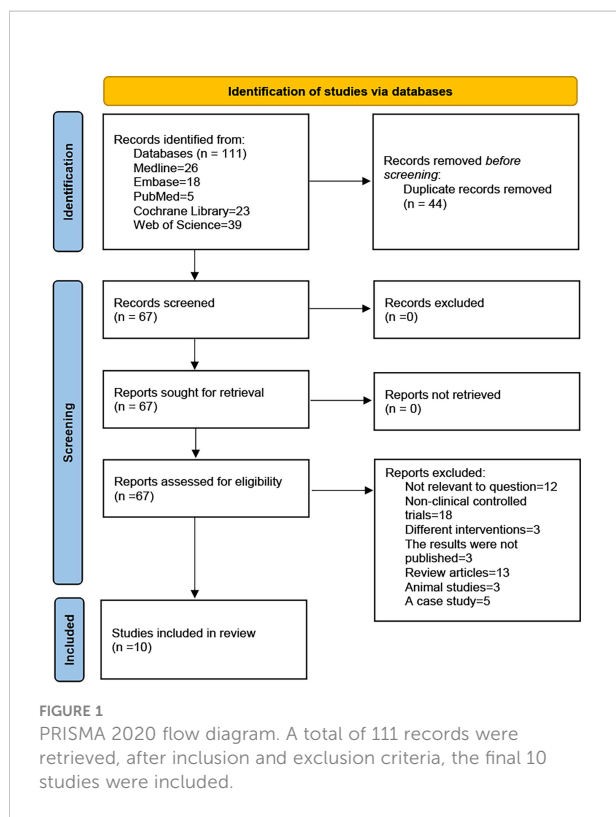 Identification of studies via databases
Identification
Records identified from:
Databases (n = 111)
Medline=26
Embase=18
PubMed=5
Cochrane Library=23
Web of Science=39
Records removed before
screening:
Duplicate records removed
(n = 44)
Screening
Records screened
(n = 67)
Records excluded
(n =0)
Reports sought for retrieval
(n = 67)
Reports not retrieved
(n = 0)
Reports assessed for eligibility
(n =67)
Reports excluded:
Not relevant to question=12
Non-clinical controlled
trials=18
Different interventions=3
The results were not
published=3
Review articles=13
Animal studies=3
A case study=5
Included
Studies included in review
(n =10)
FIGURE 1
PRISMA 2020 flow diagram. A total of 111 records were
retrieved, after inclusion and exclusion criteria, the final 10
studies were included.